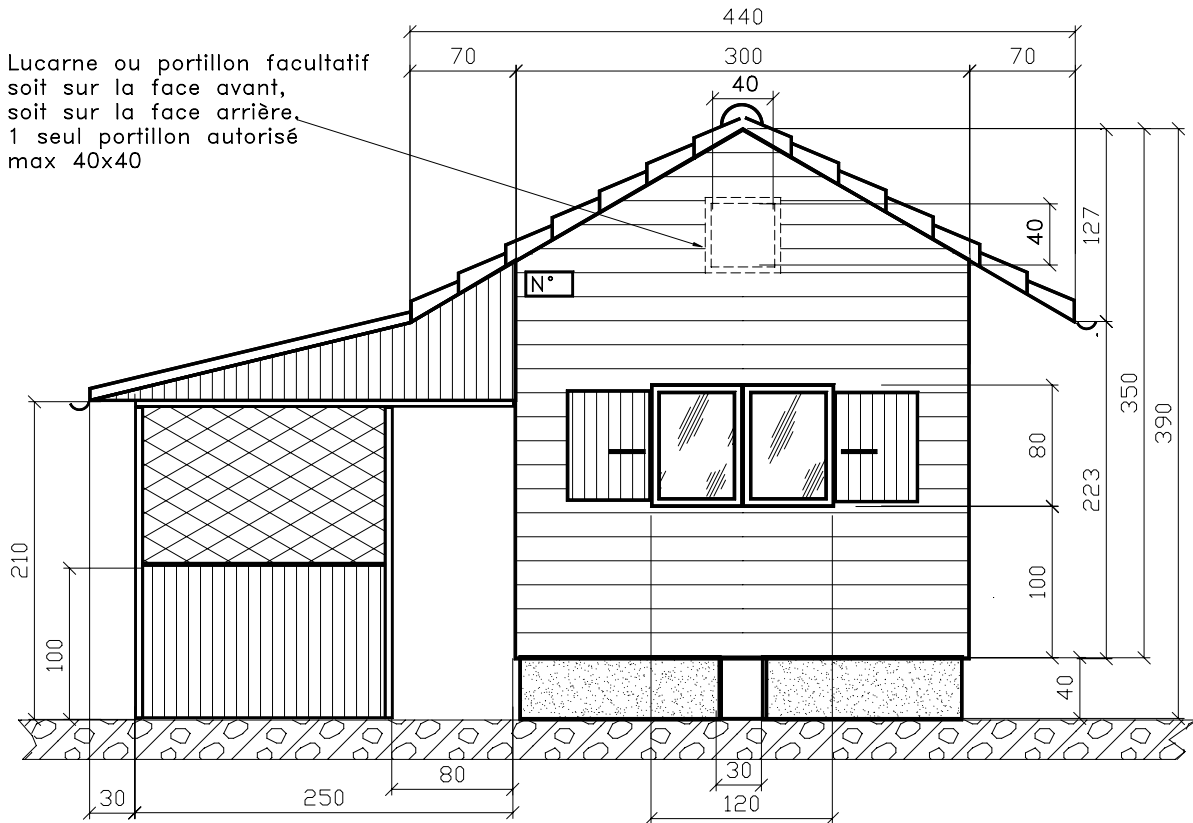 440
70 300 70
Lucarne ou portillon facultatif
soit sur la face avant,
soit sur la face arrière,
1 seul portillon autorisé
max 40x40
40
40
127
N°
350
390
80
223
210
100
100
40
80
30
30
250
120